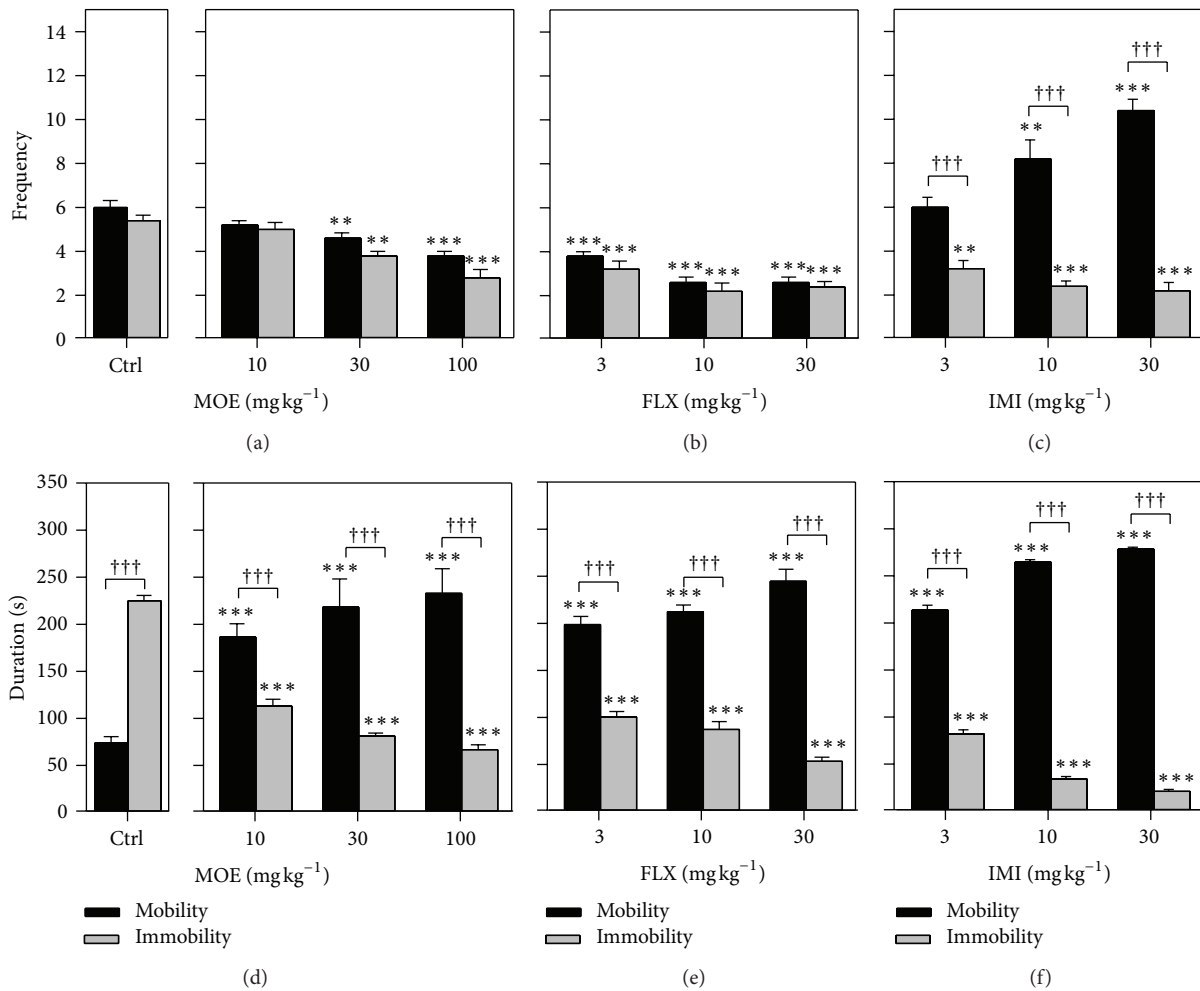 14
12
10
8
6
4
2
0
Frequency
** ** *** ***
*** *** *** *** *** ***
††† ††† †††
** *** ** *** ***
Ctrl 10 30 100 3 10 30 3 10 30
MOE (mg kg⁻¹) FLX (mg kg⁻¹) IMI (mg kg⁻¹)
(a) (b) (c)
350
300
250
200
150
100
50
0
Duration (s)
†††
††† ††† †††
*** *** *** *** *** ***
††† ††† †††
*** *** *** *** *** ***
††† ††† †††
*** *** *** *** *** ***
Ctrl 10 30 100 3 10 30 3 10 30
MOE (mg kg⁻¹) FLX (mg kg⁻¹) IMI (mg kg⁻¹)
Mobility Mobility Mobility
Immobility Immobility Immobility
(d) (e) (f)